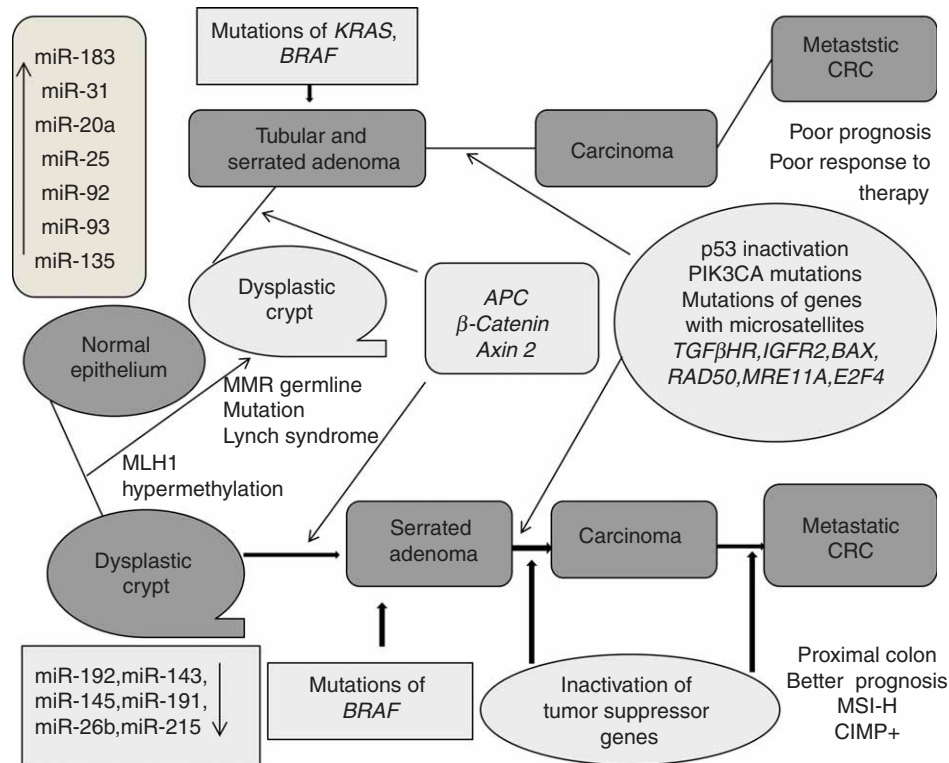 miR-183
miR-31
miR-20a
miR-25
miR-92
miR-93
miR-135
Mutations of KRAS,
BRAF
Tubular and
serrated adenoma
Carcinoma
Metaststic
CRC
Poor prognosis
Poor response to
therapy
Dysplastic
crypt
APC
β-Catenin
Axin 2
p53 inactivation
PIK3CA mutations
Mutations of genes
with microsatellites
TGFβHR,IGFR2,BAX,
RAD50,MRE11A,E2F4
Normal
epithelium
MMR germline
Mutation
Lynch syndrome
MLH1
hypermethylation
Dysplastic
crypt
Serrated
adenoma
Carcinoma
Metastatic
CRC
miR-192,miR-143,
miR-145,miR-191,
miR-26b,miR-215
Mutations of
BRAF
Inactivation of
tumor suppressor
genes
Proximal colon
Better prognosis
MSI-H
CIMP+